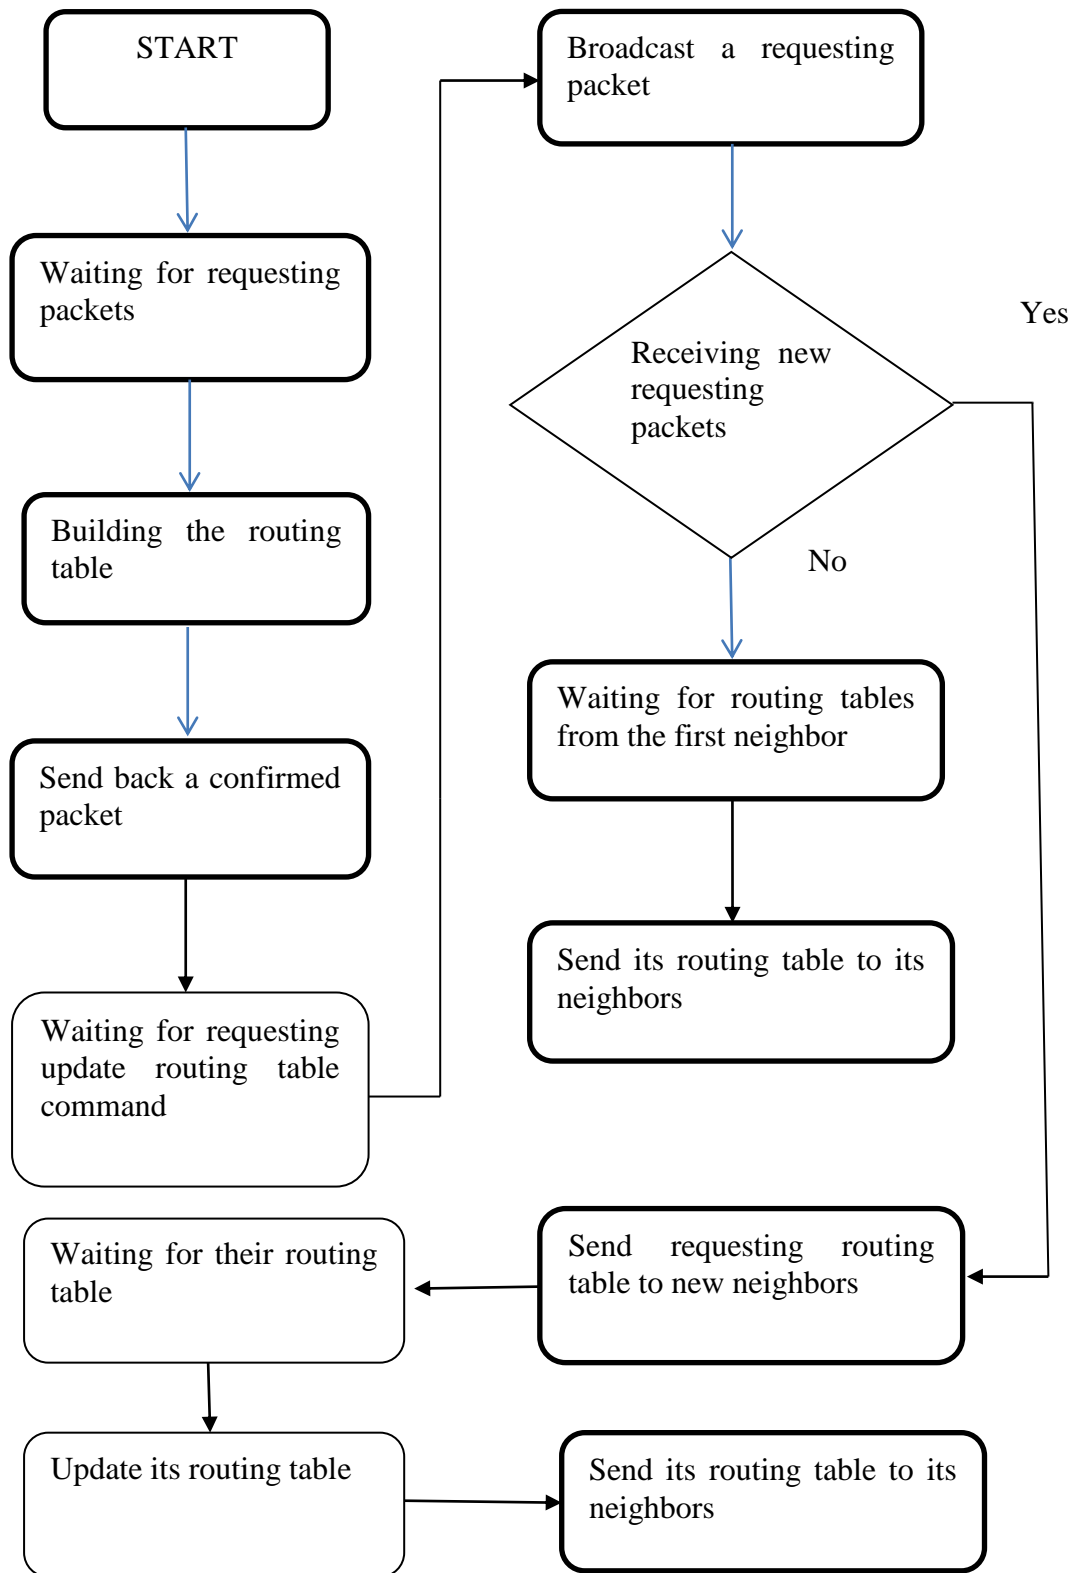 START
Waiting for requesting
packets
Building the routing
table
Send back a confirmed
packet
Waiting for requesting
update routing table
command
Broadcast a requesting
packet
Receiving new
requesting
packets
Yes
No
Waiting for routing tables
from the first neighbor
Send its routing table to its
neighbors
Send requesting routing
table to new neighbors
Waiting for their routing
table
Update its routing table
Send its routing table to its
neighbors